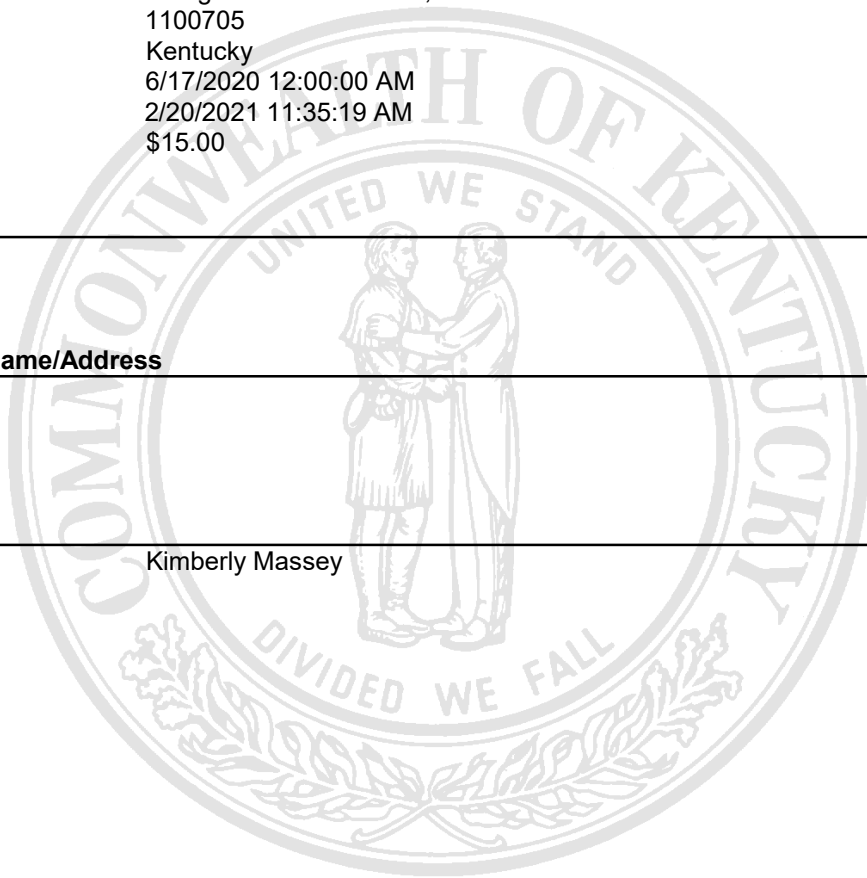 1100705
Kentucky
6/17/2020 12:00:00 AM
2/20/2021 11:35:19 AM
$15.00
COMMONWEALTH OF KENTUCKY
UNITED WE STAND
ame/Address
Kimberly Massey
DIVIDED WE FALL